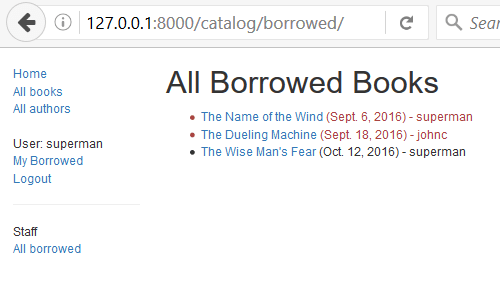 127.0.0.1:8000/catalog/borrowed/
Sear
Home
All books
All authors
User: superman
My Borrowed
Logout
Staff
All borrowed
All Borrowed Books
The Name of the Wind (Sept. 6, 2016) - superman
The Dueling Machine (Sept. 18, 2016) - johnc
The Wise Man's Fear (Oct. 12, 2016) - superman